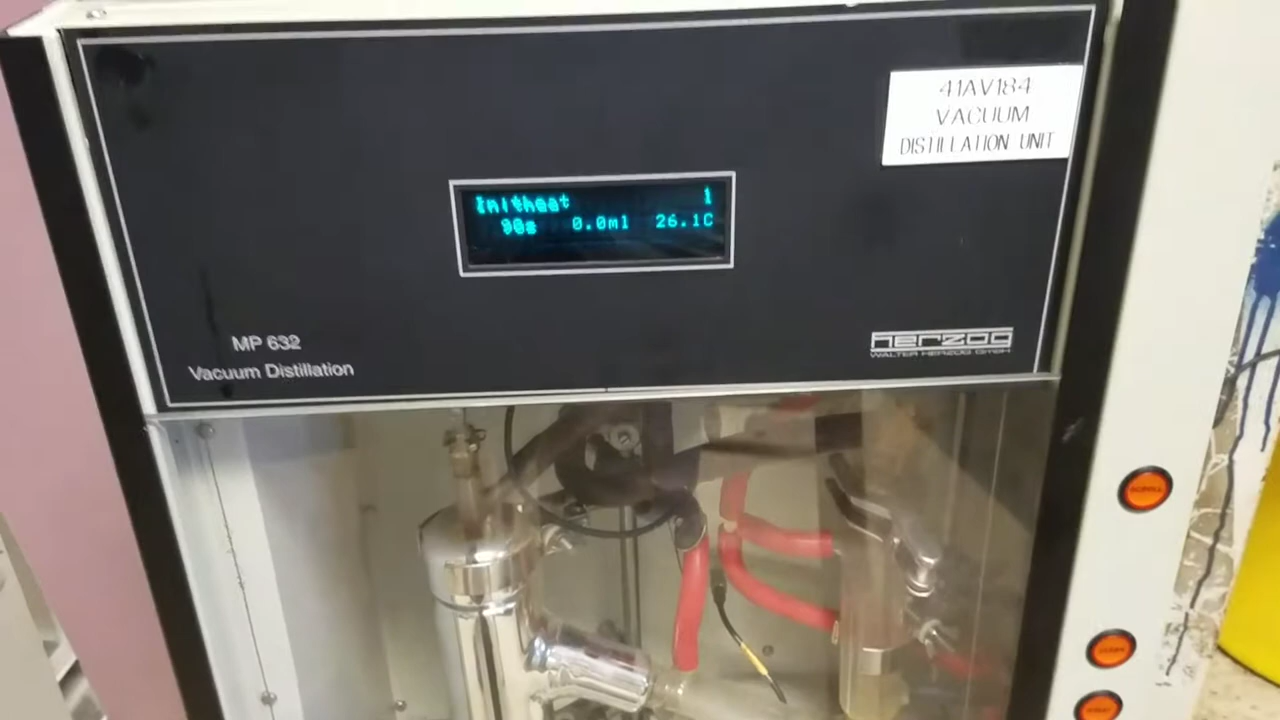 41AV184
VACUUM
DISTILLATION UNIT
Initheat 1
90s 0.0ml 26.1C
MP 632
Vacuum Distillation
herzog
WALTER HERZOG GmbH
SCROLL